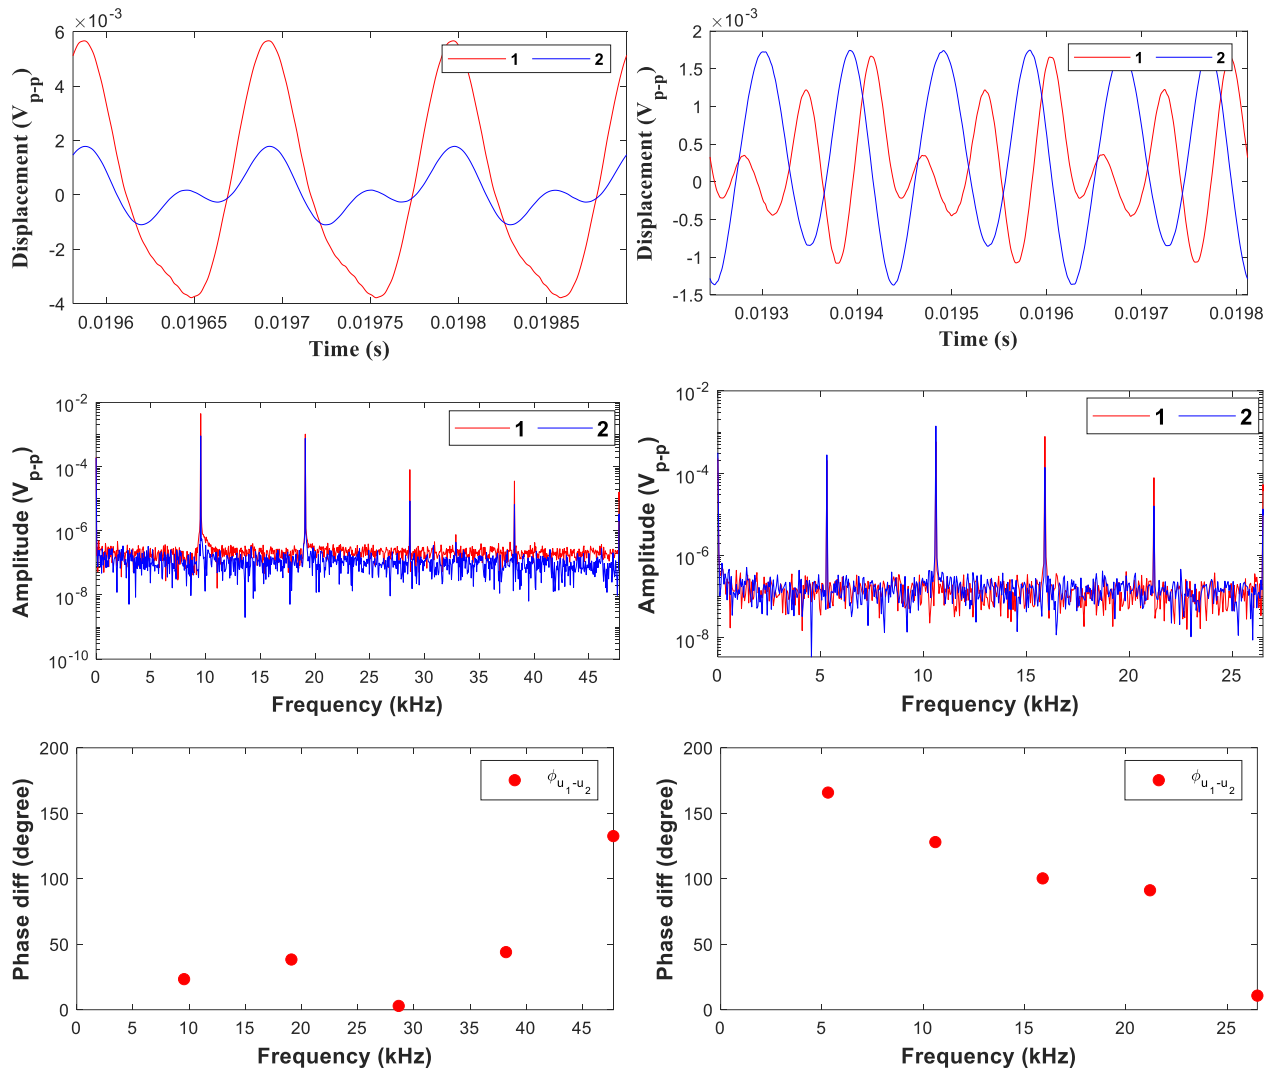 ×10⁻³
6
4
2
0
-2
-4
Displacement (V_p-p)
1 2
0.0196 0.01965 0.0197 0.01975 0.0198 0.01985
Time (s)
×10⁻³
2
1.5
1
0.5
0
-0.5
-1
-1.5
Displacement (V_p-p)
1 2
0.0193 0.0194 0.0195 0.0196 0.0197 0.0198
Time (s)
10⁻²
10⁻⁴
10⁻⁶
10⁻⁸
10⁻¹⁰
Amplitude (V_p-p)
1 2
0 5 10 15 20 25 30 35 40 45
Frequency (kHz)
10⁻²
10⁻⁴
10⁻⁶
10⁻⁸
Amplitude (V_p-p)
1 2
0 5 10 15 20 25
Frequency (kHz)
200
150
100
50
0
Phase diff (degree)
ϕ_u₁-u₂
0 5 10 15 20 25 30 35 40 45
Frequency (kHz)
200
150
100
50
0
Phase diff (degree)
ϕ_u₁-u₂
0 5 10 15 20 25
Frequency (kHz)